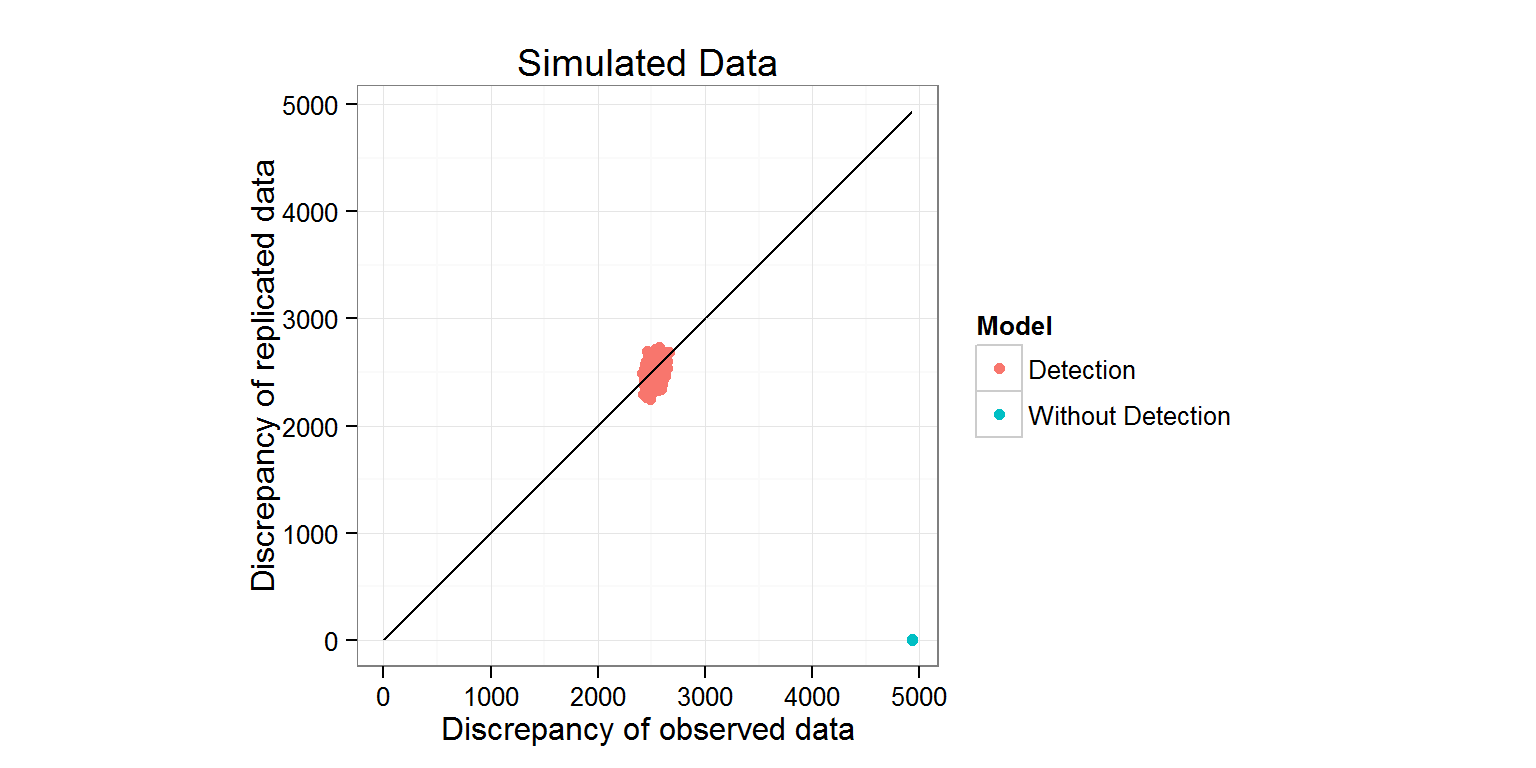 Simulated Data
Discrepancy of replicated data
5000
4000
3000
2000
1000
0
0 1000 2000 3000 4000 5000
Discrepancy of observed data
Model
Detection
Without Detection